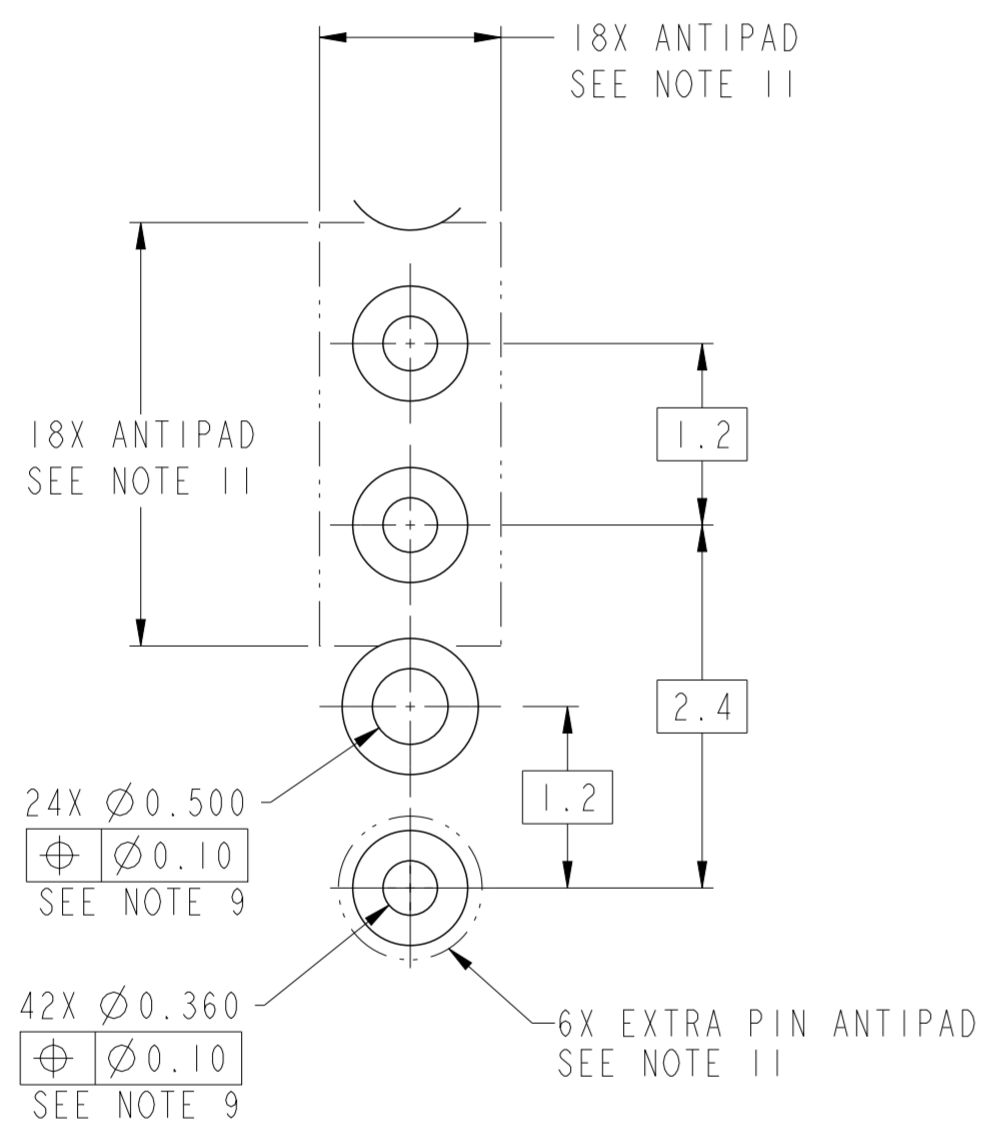 18X ANTIPAD
SEE NOTE 11
18X ANTIPAD
SEE NOTE 11
1.2
2.4
1.2
24X Ø0.500
⌖ Ø0.10
SEE NOTE 9
42X Ø0.360
⌖ Ø0.10
SEE NOTE 9
6X EXTRA PIN ANTIPAD
SEE NOTE 11